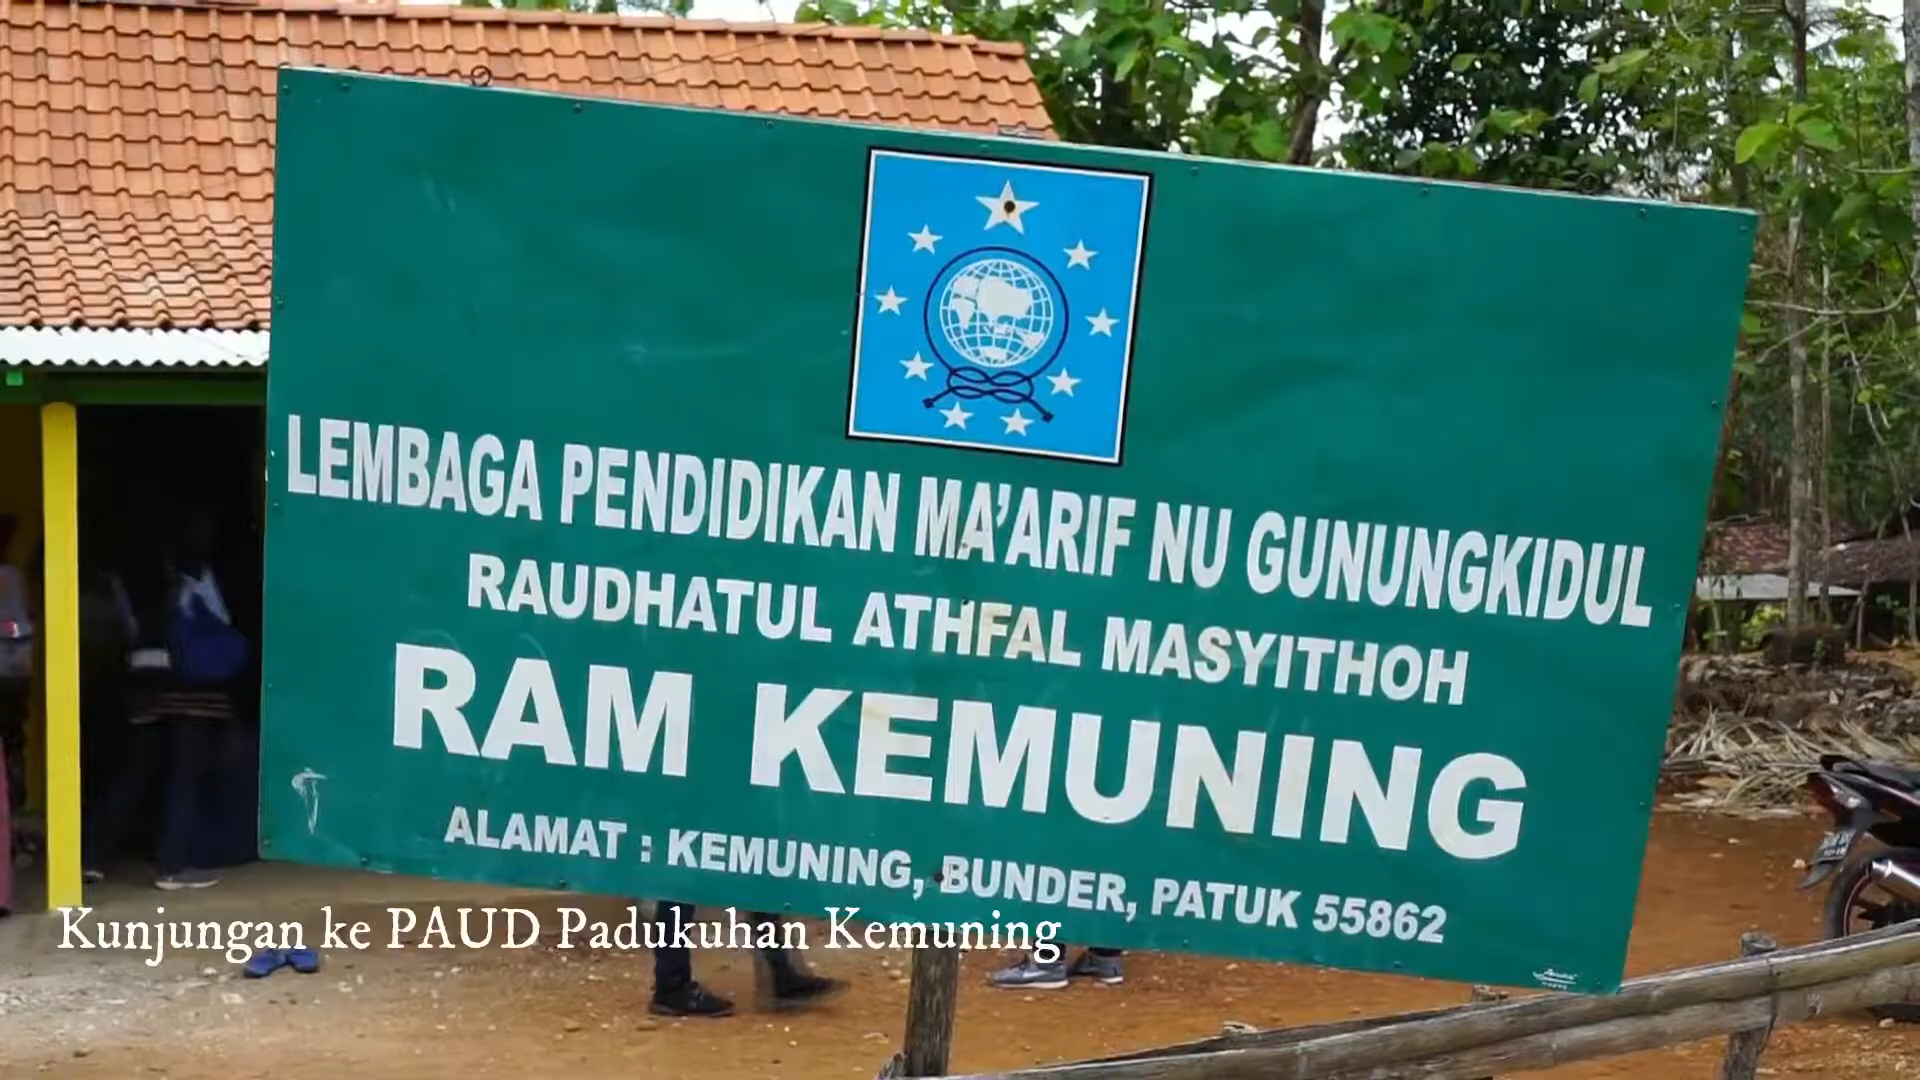 LEMBAGA PENDIDIKAN MA'ARIF NU GUNUNGKIDUL
RAUDHATUL ATHFAL MASYITHOH
RAM KEMUNING
ALAMAT : KEMUNING, BUNDER, PATUK 55862
Kunjungan ke PAUD Padukuhan Kemuning